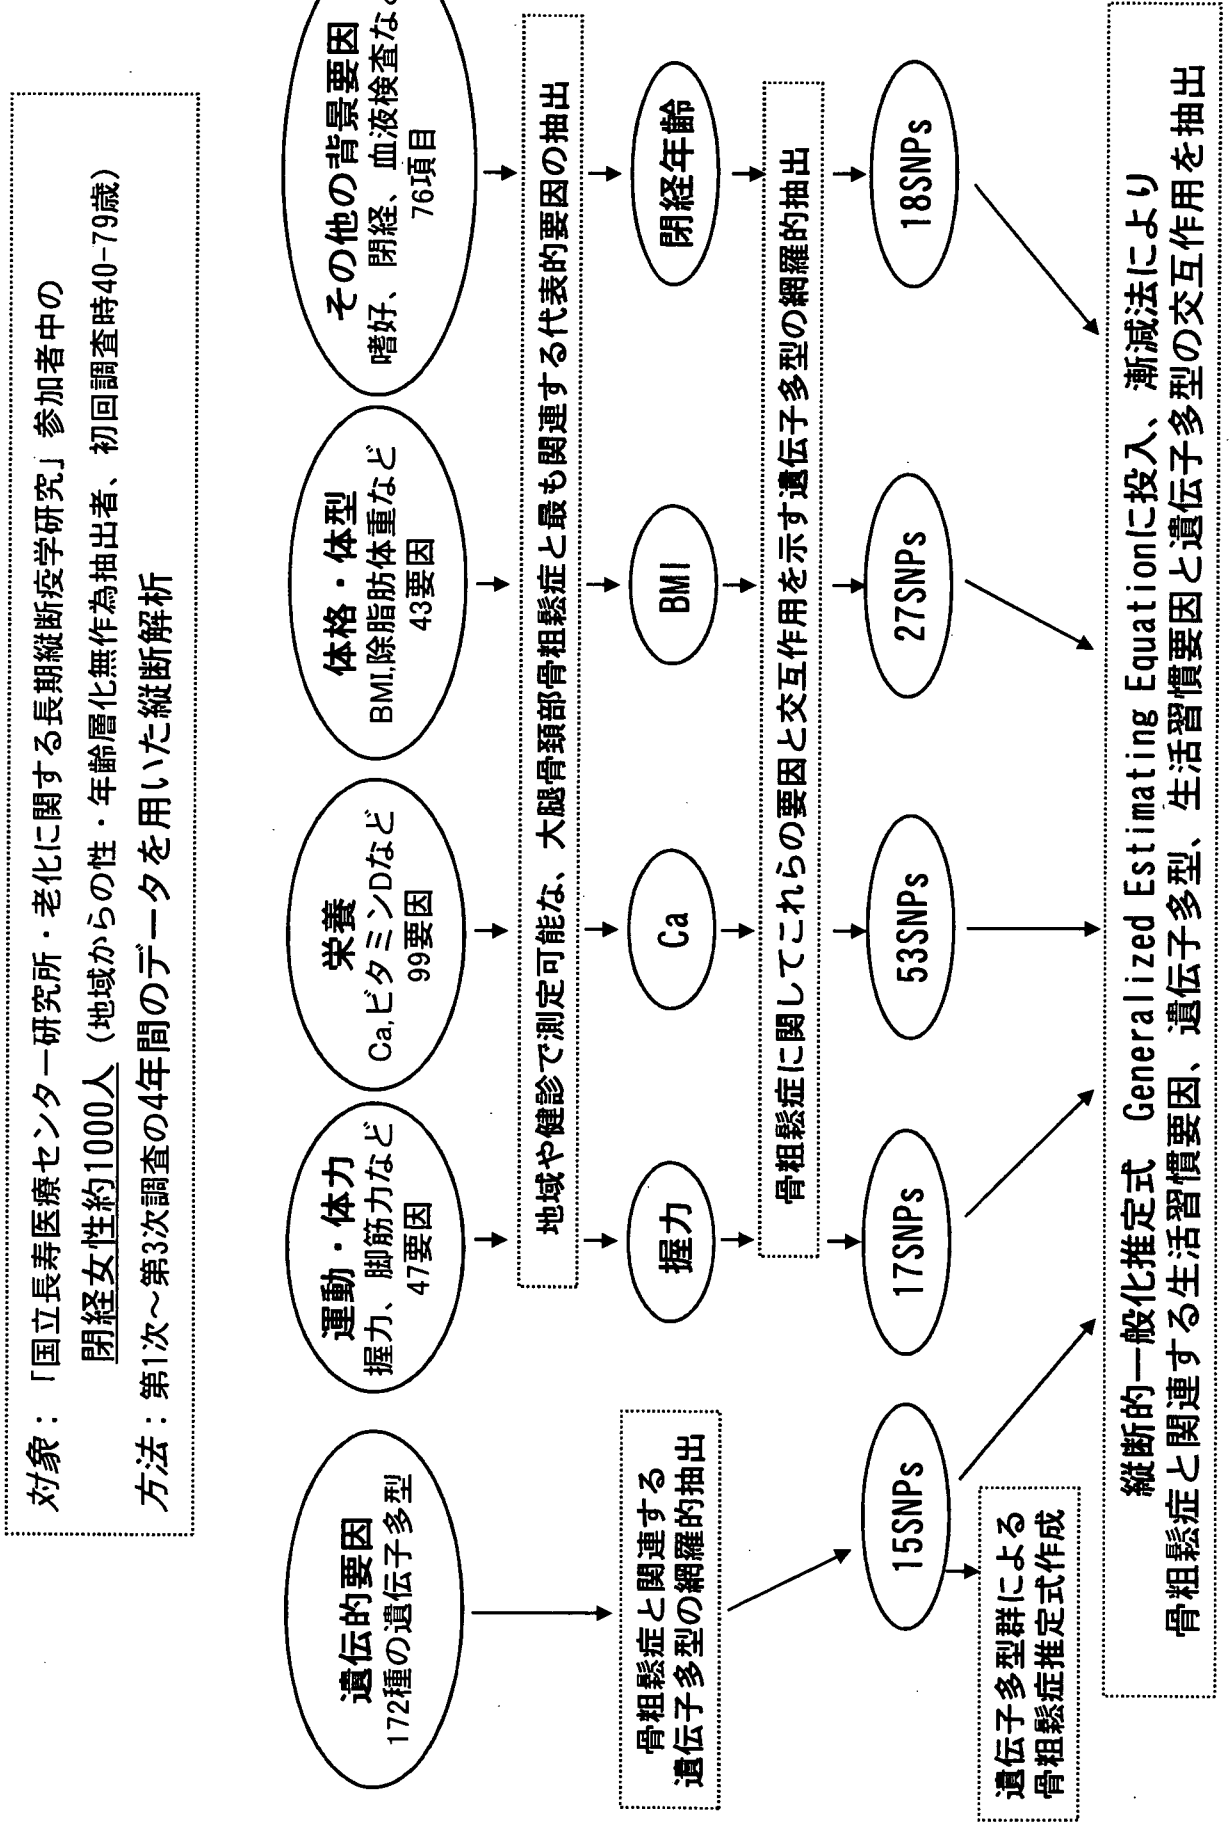 対象：「国立長寿医療センター研究所・老化に関する長期縦断疫学研究」参加者中の
閉経女性約1000人（地域からの性・年齢層化無作為抽出者、初回調査時40-79歳）
方法：第1次～第3次調査の4年間のデータを用いた縦断解析
遺伝的要因
172種の遺伝子多型
運動・体力
握力、脚筋力など
47要因
栄養
Ca,ビタミンDなど
99要因
体格・体型
BMI,除脂肪体重など
43要因
その他の背景要因
嗜好、閉経、血液検査な
76項目
地域や健診で測定可能な、大腿骨頚部骨粗鬆症と最も関連する代表的要因の抽出
骨粗鬆症と関連する
遺伝子多型の網羅的抽出
握力
Ca
BMI
閉経年齢
骨粗鬆症に関してこれらの要因と交互作用を示す遺伝子多型の網羅的抽出
15SNPs
17SNPs
53SNPs
27SNPs
18SNPs
遺伝子多型群による
骨粗鬆症推定式作成
縦断的一般化推定式 Generalized Estimating Equationに投入、漸減法により
骨粗鬆症と関連する生活習慣要因、遺伝子多型、生活習慣要因と遺伝子多型の交互作用を抽出